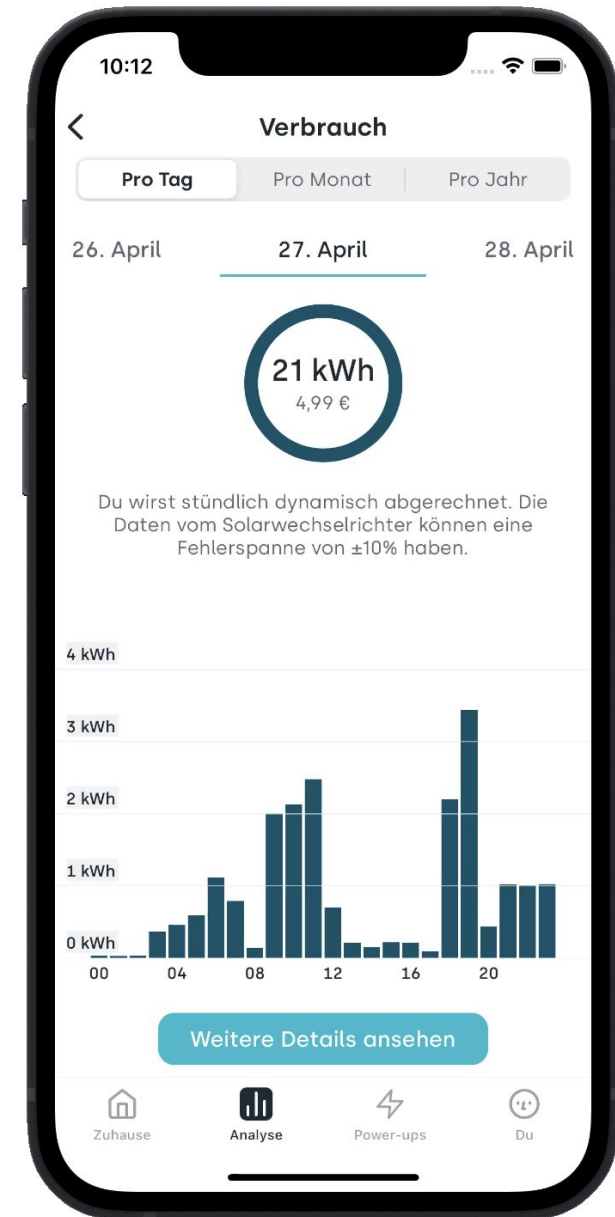 10:12
Verbrauch
Pro Tag Pro Monat Pro Jahr
26. April 27. April 28. April
21 kWh
4,99 €
Du wirst stündlich dynamisch abgerechnet. Die
Daten vom Solarwechselrichter können eine
Fehlerspanne von ±10% haben.
4 kWh
3 kWh
2 kWh
1 kWh
0 kWh
00 04 08 12 16 20
Weitere Details ansehen
Zuhause Analyse Power-ups Du